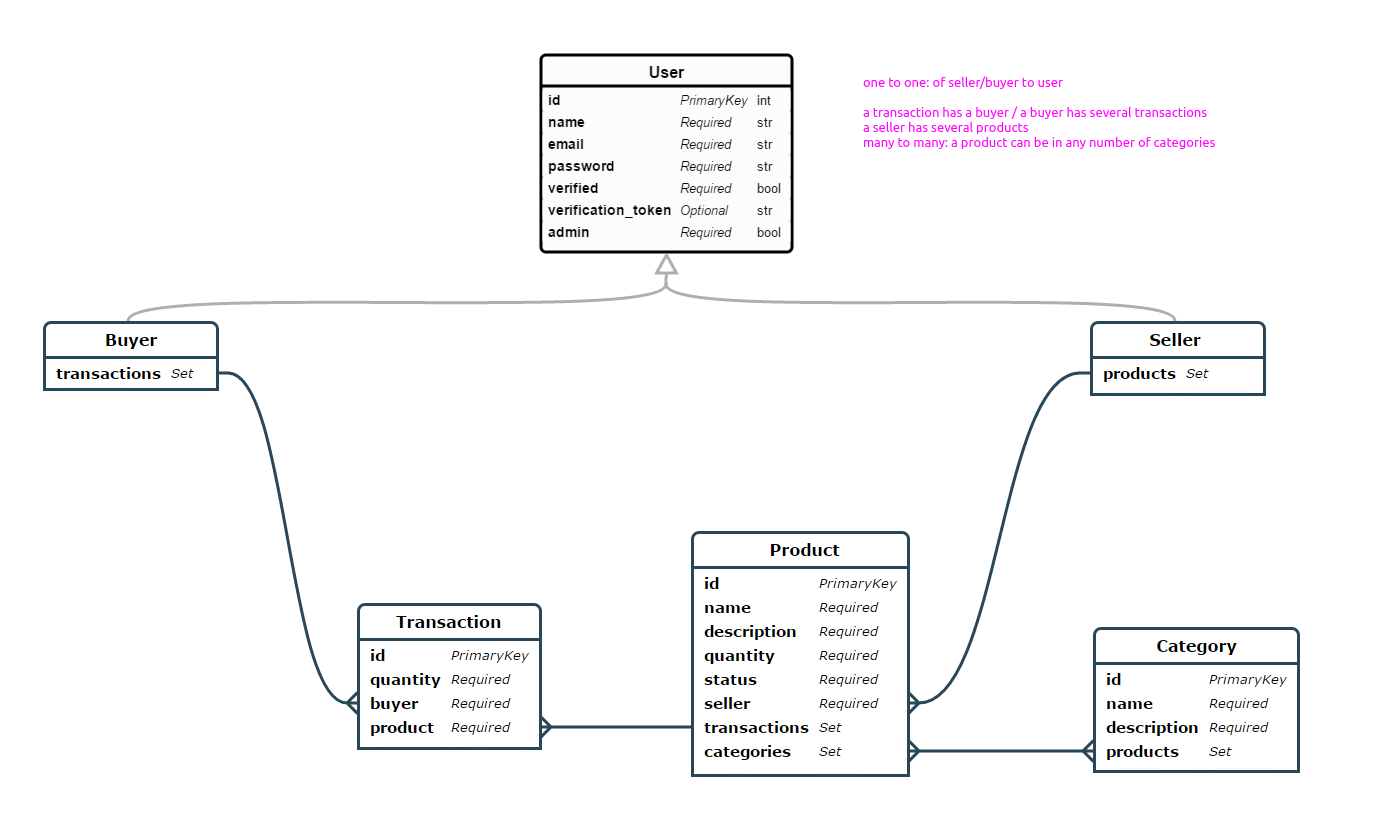 User
id PrimaryKey int
name Required str
email Required str
password Required str
verified Required bool
verification_token Optional str
admin Required bool
one to one: of seller/buyer to user
a transaction has a buyer / a buyer has several transactions
a seller has several products
many to many: a product can be in any number of categories
Buyer
transactions Set
Seller
products Set
Transaction
id PrimaryKey
quantity Required
buyer Required
product Required
Product
id PrimaryKey
name Required
description Required
quantity Required
status Required
seller Required
transactions Set
categories Set
Category
id PrimaryKey
name Required
description Required
products Set